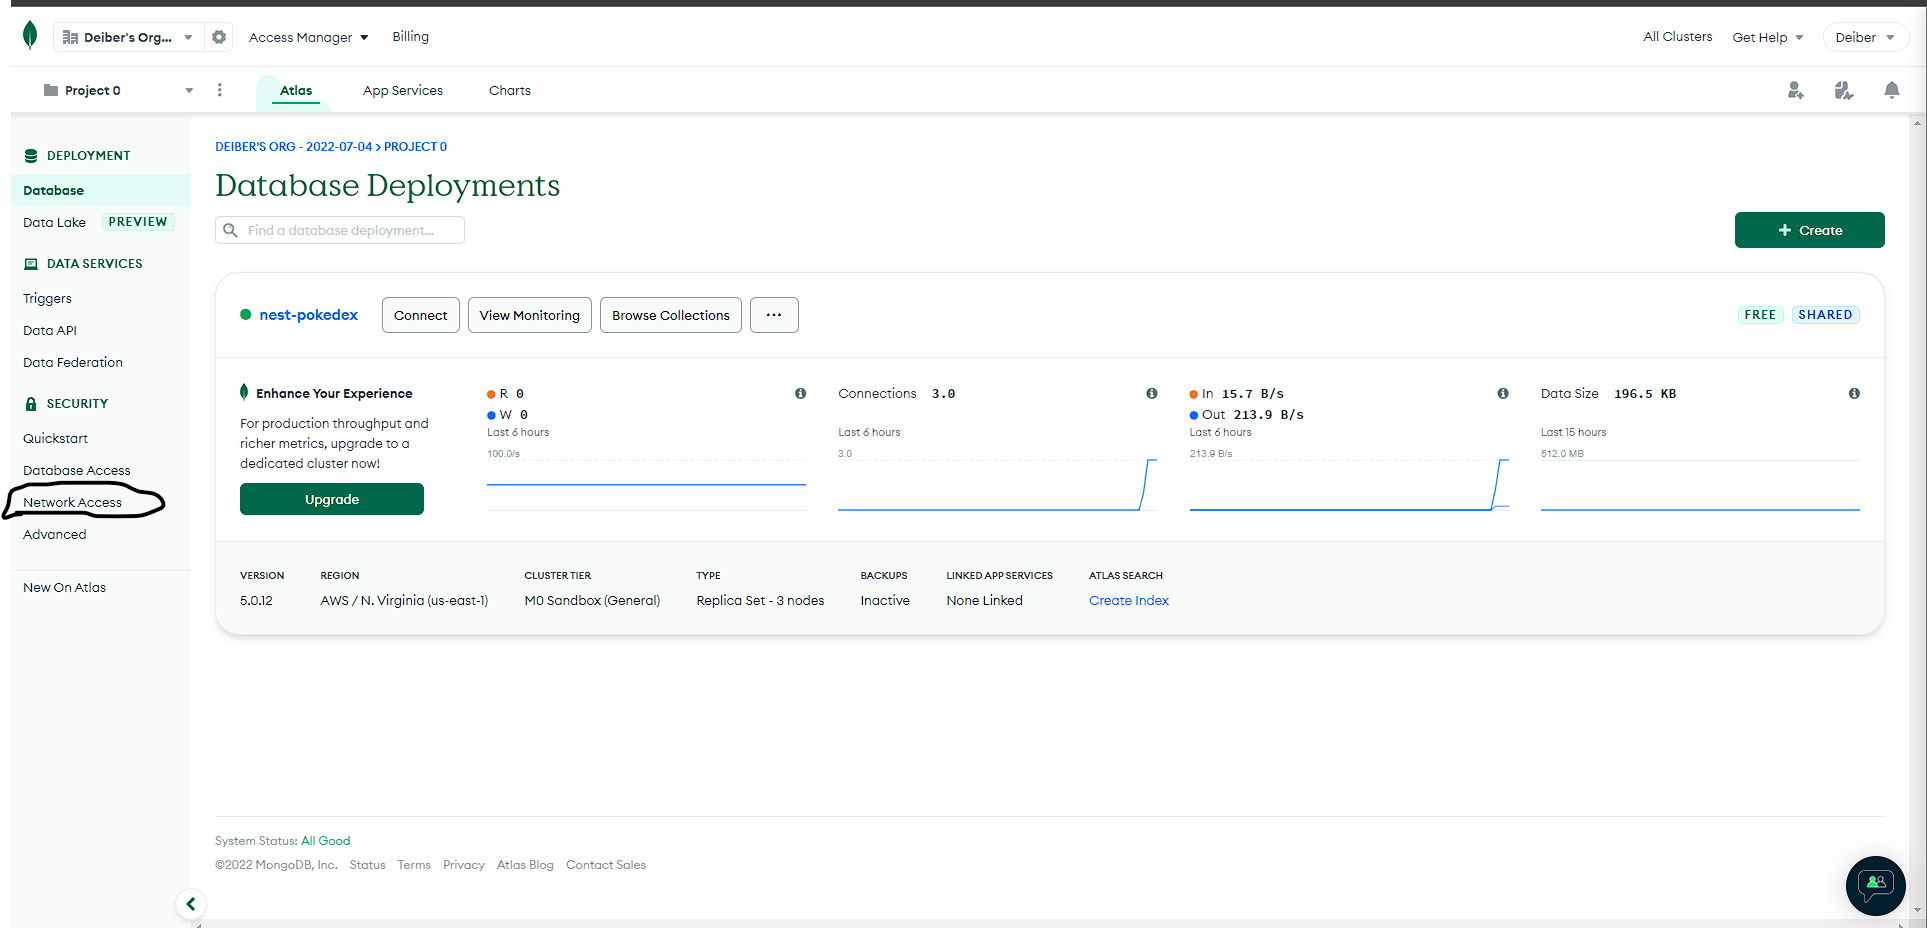 Deiber's Org...
Access Manager
Billing
All Clusters
Get Help
Deiber
Project 0
Atlas
App Services
Charts
DEPLOYMENT
Database
Data Lake PREVIEW
DATA SERVICES
Triggers
Data API
Data Federation
SECURITY
Quickstart
Database Access
Network Access
Advanced
New On Atlas
DEIBER'S ORG - 2022-07-04 > PROJECT 0
Database Deployments
Find a database deployment...
+ Create
nest-pokedex
Connect
View Monitoring
Browse Collections
...
FREE
SHARED
Enhance Your Experience
For production throughput and
richer metrics, upgrade to a
dedicated cluster now!
Upgrade
R 0
W 0
Last 6 hours
100.0/s
Connections 3.0
Last 6 hours
3.0
In 15.7 B/s
Out 213.9 B/s
Last 6 hours
213.9 B/s
Data Size 196.5 KB
Last 15 hours
512.0 MB
VERSION
5.0.12
REGION
AWS / N. Virginia (us-east-1)
CLUSTER TIER
M0 Sandbox (General)
TYPE
Replica Set - 3 nodes
BACKUPS
Inactive
LINKED APP SERVICES
None Linked
ATLAS SEARCH
Create Index
System Status: All Good
©2022 MongoDB, Inc. Status Terms Privacy Atlas Blog Contact Sales